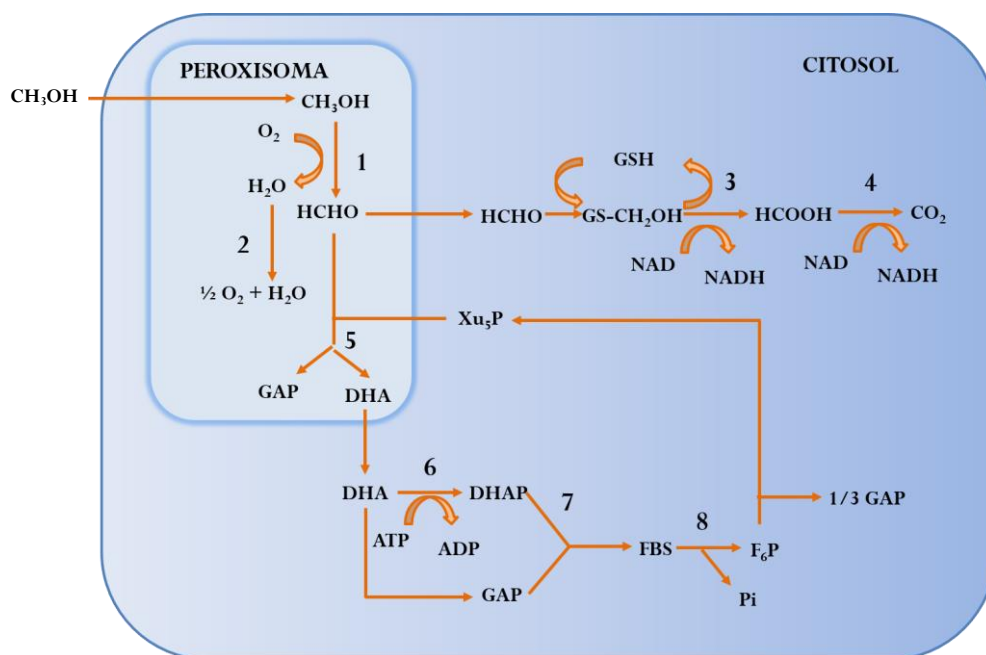 PEROXISOMA
CITOSOL
CH₃OH
CH₃OH
O₂
1
GSH
3
4
H₂O
HCHO
HCHO
GS-CH₂OH
HCOOH
CO₂
2
NAD
NADH
NAD
NADH
½ O₂ + H₂O
Xu₅P
5
GAP
DHA
6
DHA
DHAP
7
1/3 GAP
8
ATP
ADP
FBS
F₆P
GAP
Pi